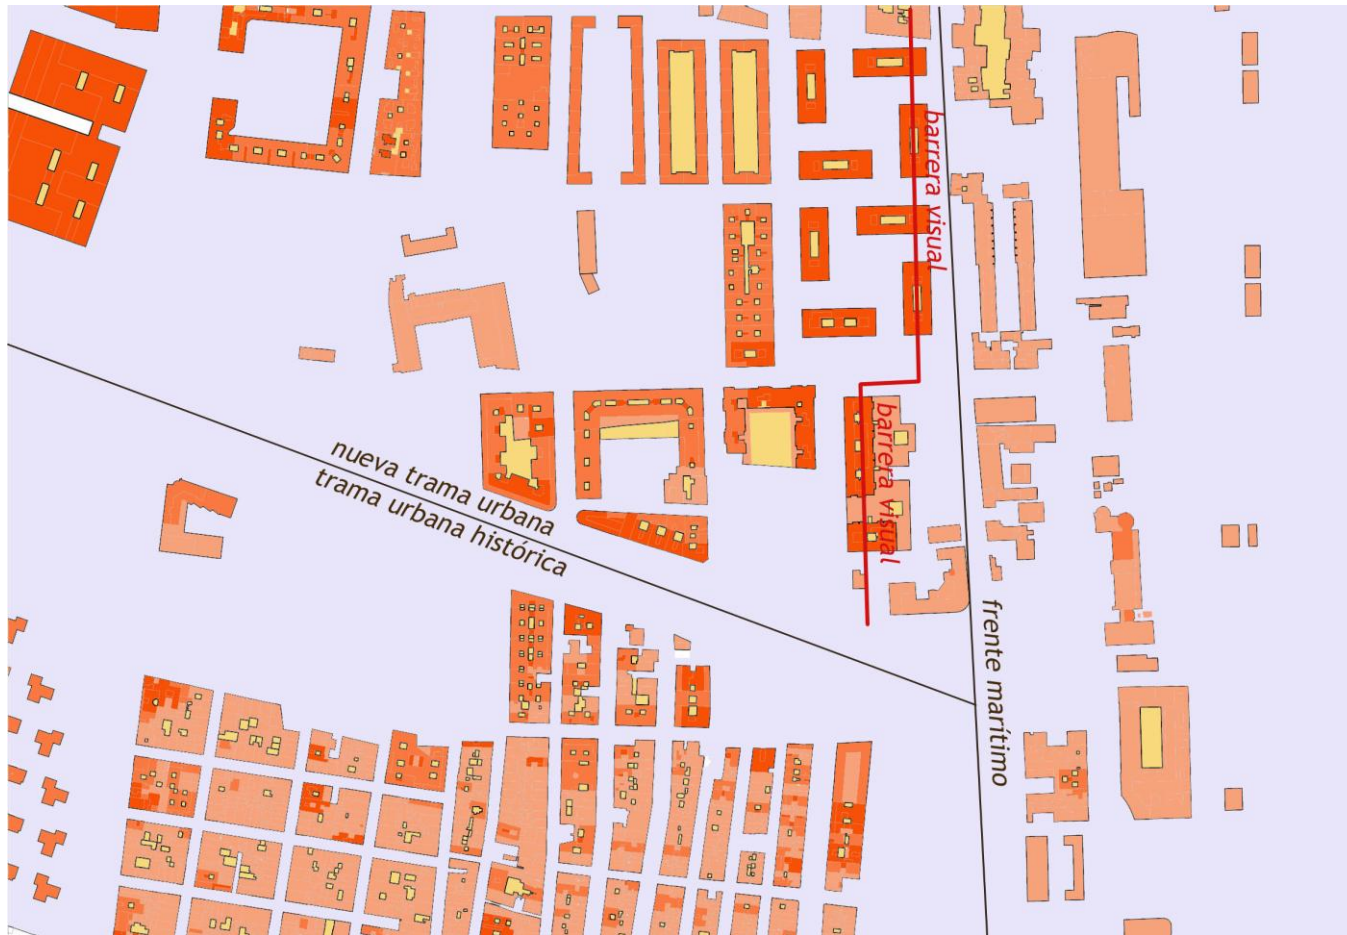 barrera visual
barrera visual
nueva trama urbana
trama urbana histórica
frente marítimo